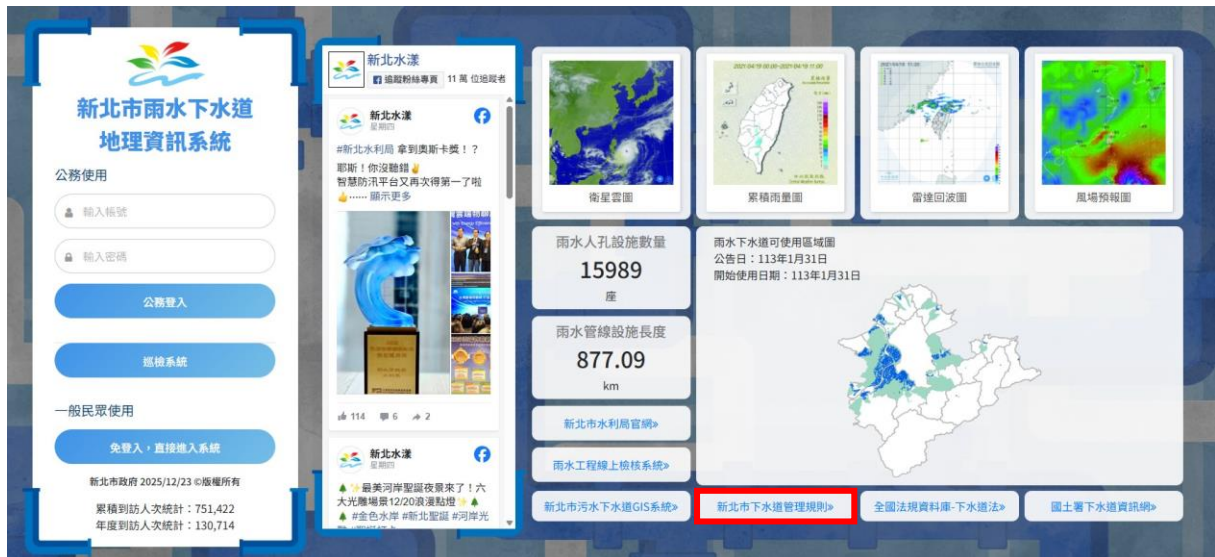 新北市雨水下水道
地理資訊系統
公務使用
輸入帳號
輸入密碼
公務登入
巡檢系統
一般民眾使用
免登入，直接進入系統
新北市政府 2025/12/23 ©版權所有
累積到訪人次統計：751,422
年度到訪人次統計：130,714
新北水漾
追蹤粉絲專頁 11 萬 位追蹤者
新北水漾
星期四
#新北水利局 拿到奧斯卡獎！？
耶斯！你沒聽錯✌
智慧防汛平台又再次得第一了啦
👍...... 顯示更多
114 6 2
新北水漾
星期四
🌲✨最美河岸聖誕夜景來了！六
大光雕場景12/20浪漫點燈✨🌲
🌲 #金色水岸 #新北聖誕 #河岸光
衛星雲圖
累積雨量圖
雷達回波圖
風場預報圖
雨水人孔設施數量
15989
座
雨水管線設施長度
877.09
km
新北市水利局官網»
雨水工程線上檢核系統»
雨水下水道可使用區域圖
公告日：113年1月31日
開始使用日期：113年1月31日
新北市污水下水道GIS系統»
新北市下水道管理規則»
全國法規資料庫-下水道法»
國土署下水道資訊網»